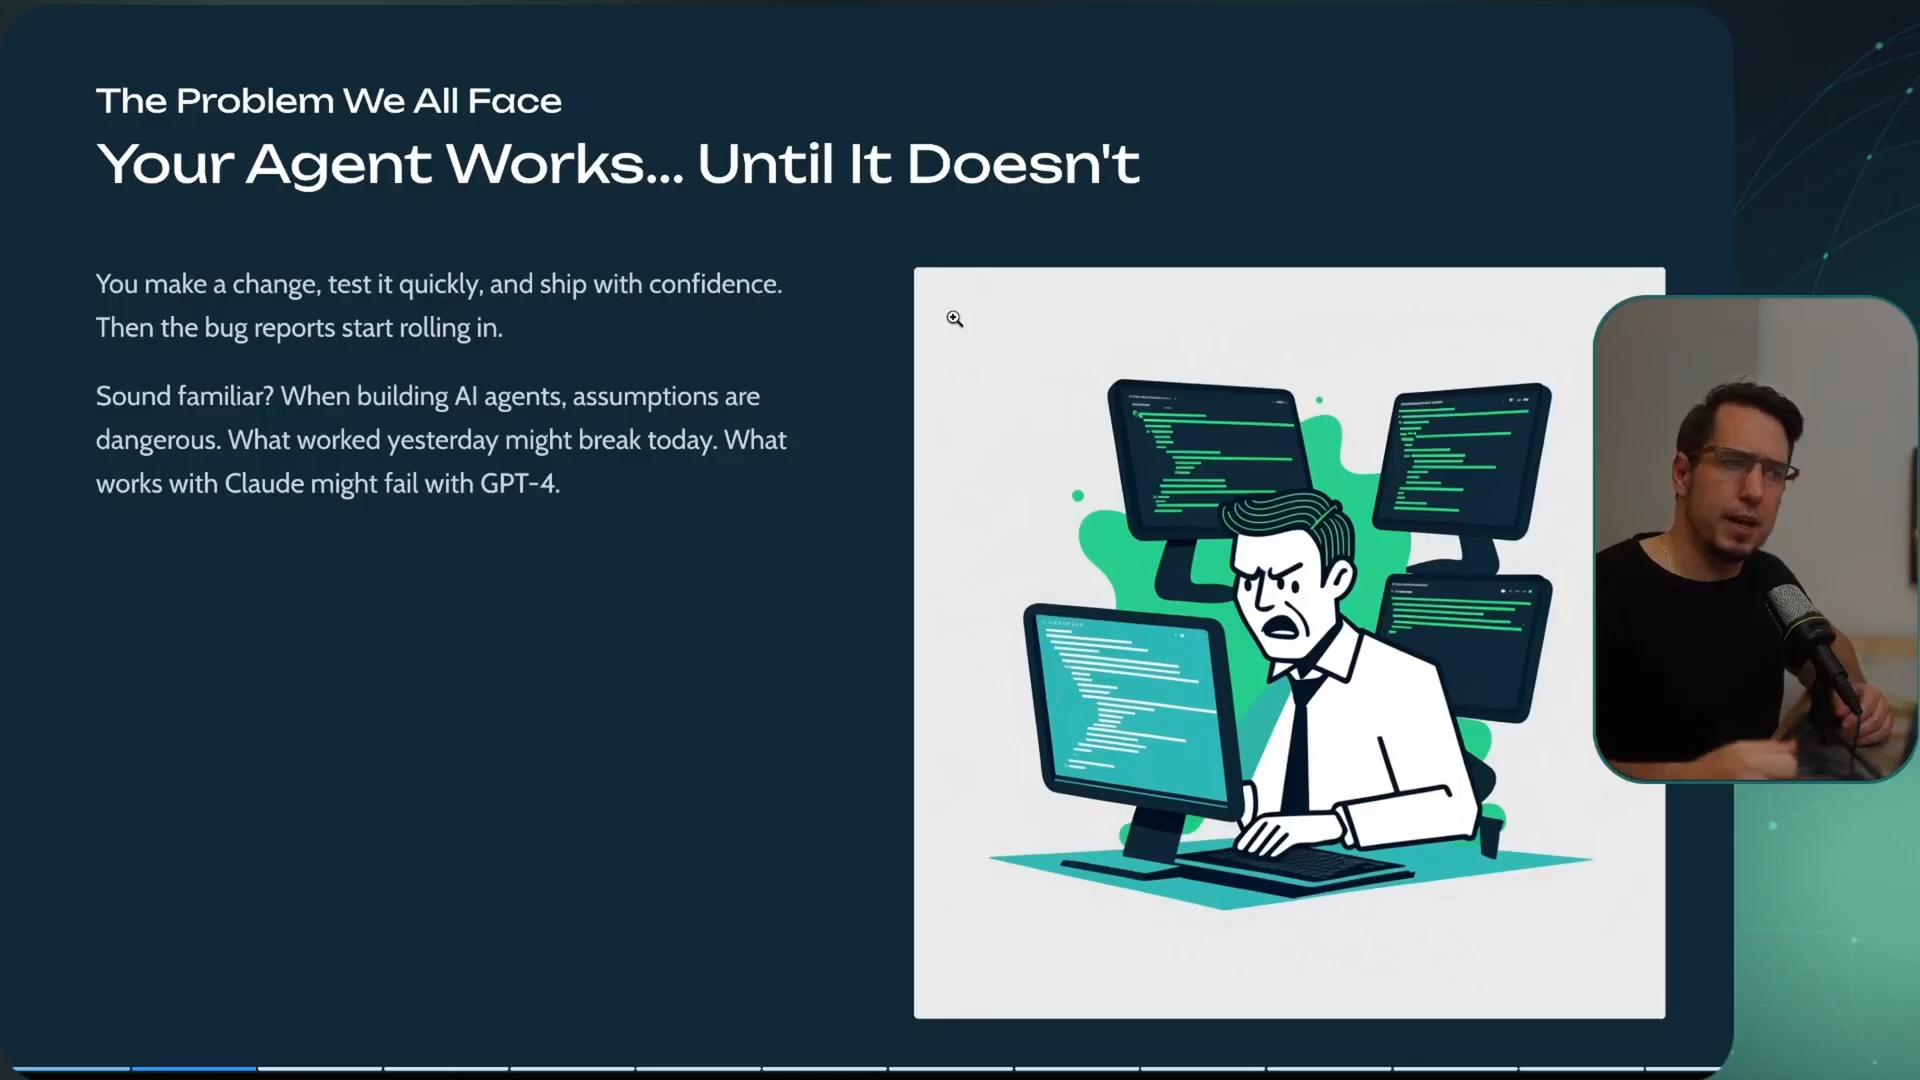 The Problem We All Face
Your Agent Works... Until It Doesn't
You make a change, test it quickly, and ship with confidence.
Then the bug reports start rolling in.
Sound familiar? When building AI agents, assumptions are
dangerous. What worked yesterday might break today. What
works with Claude might fail with GPT-4.